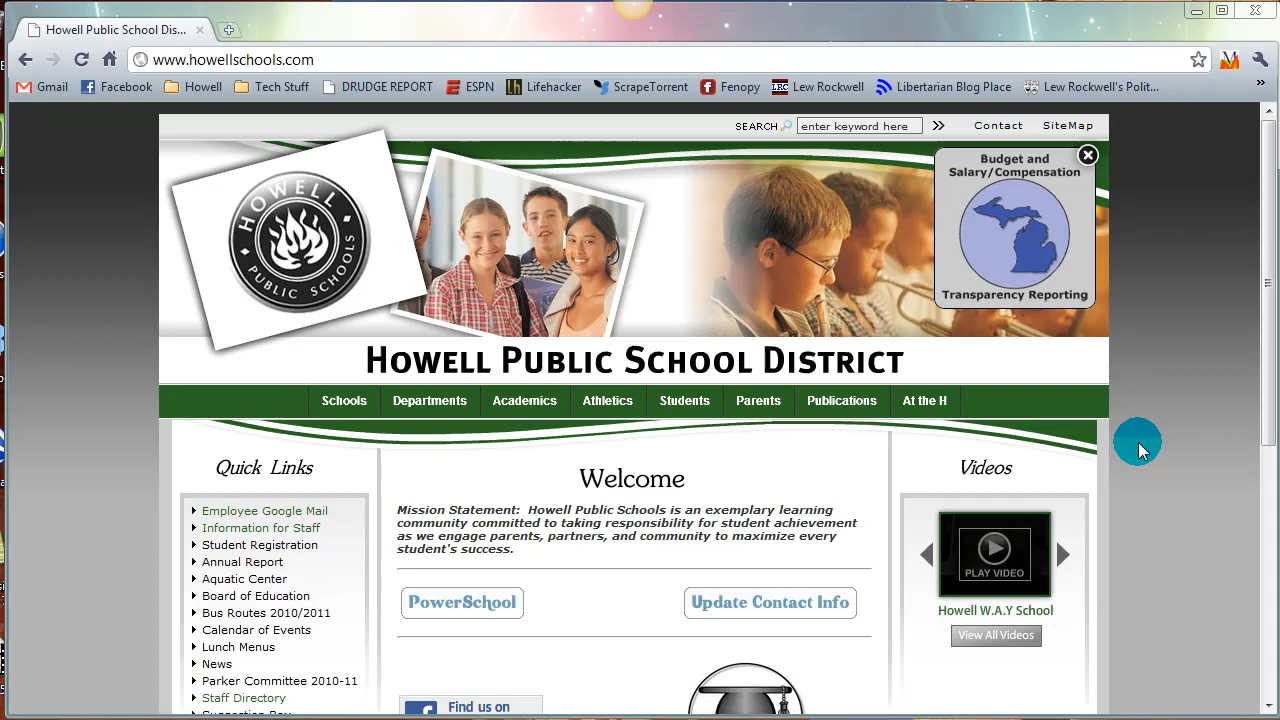 Howell Public School Dis...
www.howellschools.com
Gmail Facebook Howell Tech Stuff DRUDGE REPORT ESPN Lifehacker ScrapeTorrent Fenopy LRC Lew Rockwell Libertarian Blog Place Lew Rockwell's Polit... »
SEARCH enter keyword here Contact SiteMap
HOWELL
PUBLIC SCHOOLS
Budget and
Salary/Compensation
Transparency Reporting
Howell Public School District
Schools Departments Academics Athletics Students Parents Publications At the H
Quick Links
Employee Google Mail
Information for Staff
Student Registration
Annual Report
Aquatic Center
Board of Education
Bus Routes 2010/2011
Calendar of Events
Lunch Menus
News
Parker Committee 2010-11
Staff Directory
Welcome
Mission Statement: Howell Public Schools is an exemplary learning
community committed to taking responsibility for student achievement
as we engage parents, partners, and community to maximize every
student's success.
PowerSchool Update Contact Info
Find us on
Videos
PLAY VIDEO
Howell W.A.Y School
View All Videos